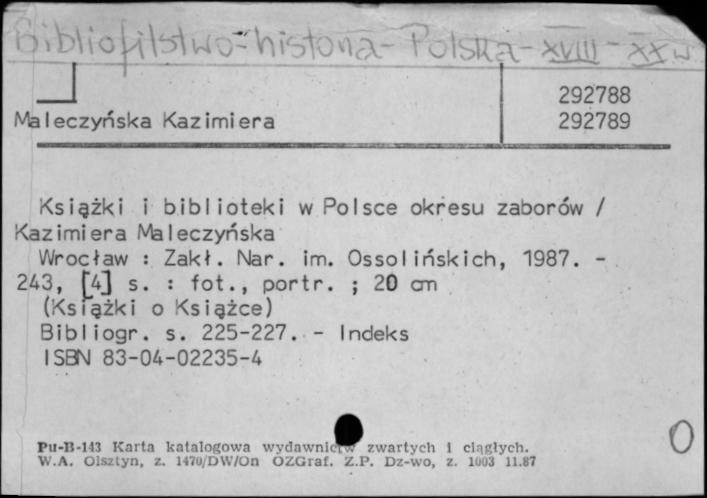 Bibliofilstwo - historia - Polska - XVIII - XX w
292788
Maleczyńska Kazimiera 292789
Książki i biblioteki w Polsce okresu zaborów /
Kazimiera Maleczyńska
Wrocław : Zakł. Nar. im. Ossolińskich, 1987. -
243, [4] s. : fot., portr. ; 20 cm
(Książki o Książce)
Bibliogr. s. 225-227. - Indeks
ISBN 83-04-02235-4
Pu-B-143 Karta katalogowa wydawnictw zwartych i ciągłych.
W.A. Olsztyn, z. 1470/DW/On OZGraf. Z.P. Dz-wo, z. 1003 11.87
O